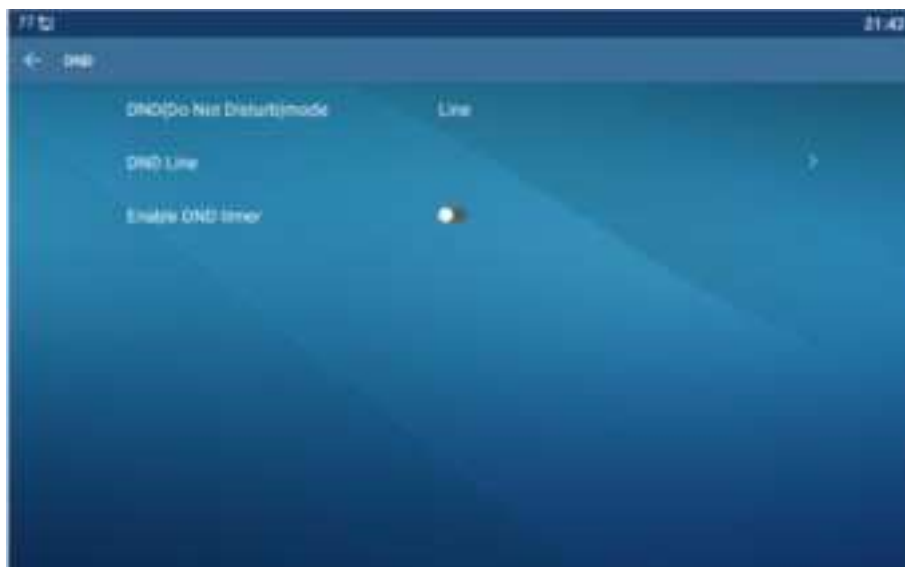 21:42
DND
DND(Do Not Disturb)mode Line
DND Line
Enable DND timer